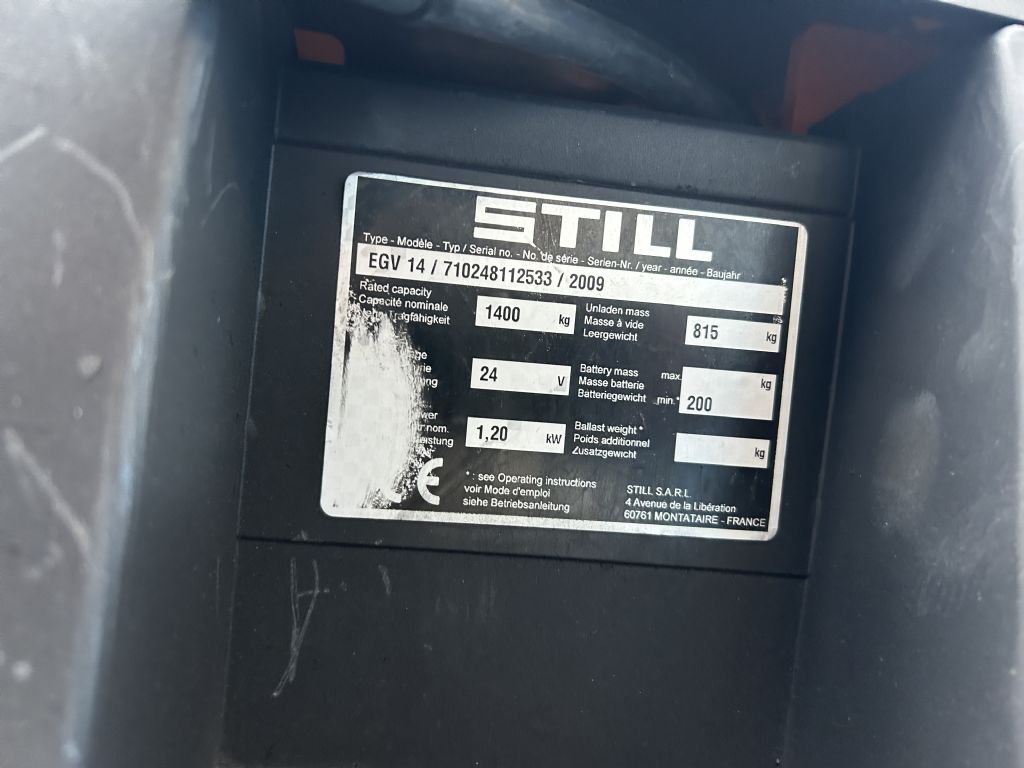 STILL
Type - Modèle - Typ / Serial no. - No. de série - Serien-Nr. / year - année - Baujahr
EGV 14 / 710248112533 / 2009
Rated capacity
Capacité nominale
1400 kg
Unladen mass
Masse à vide
Leergewicht
815 kg
24 V
Battery mass max.
Masse batterie
Batteriegewicht min.*
kg
200
1,20 kW
Ballast weight *
Poids additionnel
Zusatzgewicht
kg
CE
* : see Operating instructions
voir Mode d'emploi
siehe Betriebsanleitung
STILL S.A.R.L.
4 Avenue de la Libération
60761 MONTATAIRE - FRANCE